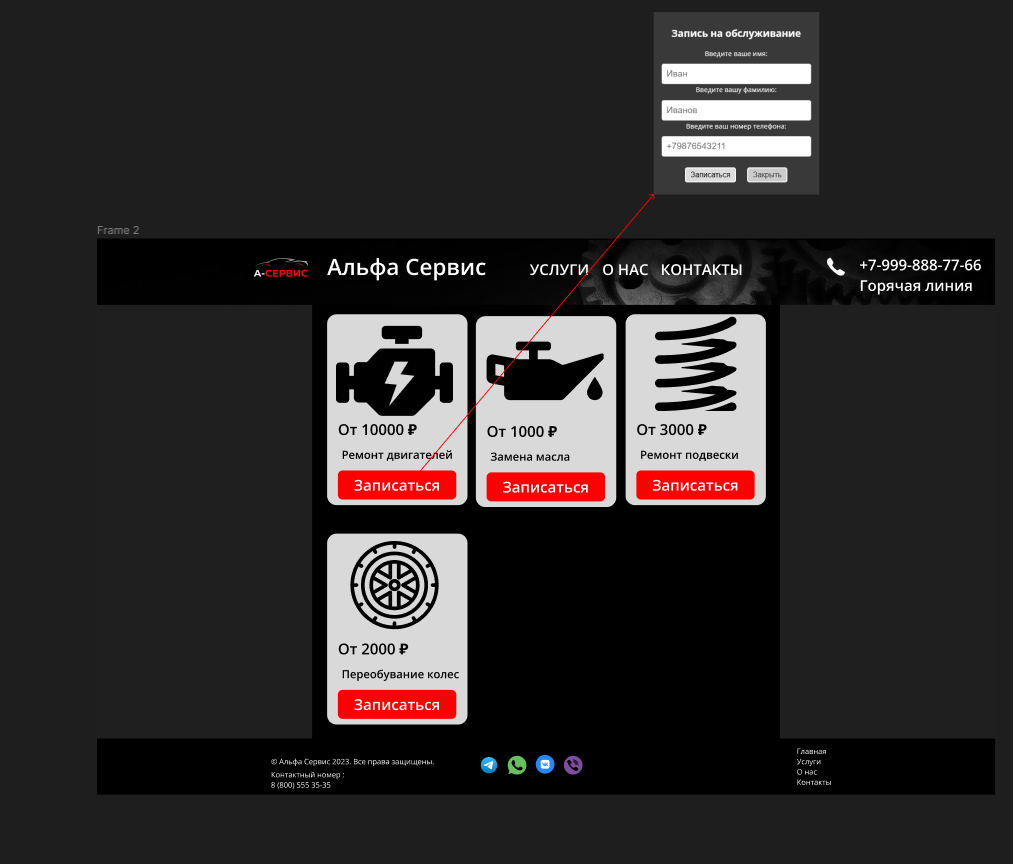 Запись на обслуживание
Введите ваше имя:
Иван
Введите вашу фамилию:
Иванов
Введите ваш номер телефона:
+79876543211
Записаться Закрыть
Frame 2
А-СЕРВИС Альфа Сервис УСЛУГИ О НАС КОНТАКТЫ +7-999-888-77-66
Горячая линия
От 10000 ₽
Ремонт двигателей
Записаться
От 1000 ₽
Замена масла
Записаться
От 3000 ₽
Ремонт подвески
Записаться
От 2000 ₽
Переобувание колес
Записаться
© Альфа Сервис 2023. Все права защищены.
Контактный номер :
8 (800) 555 35-35
Главная
Услуги
О нас
Контакты